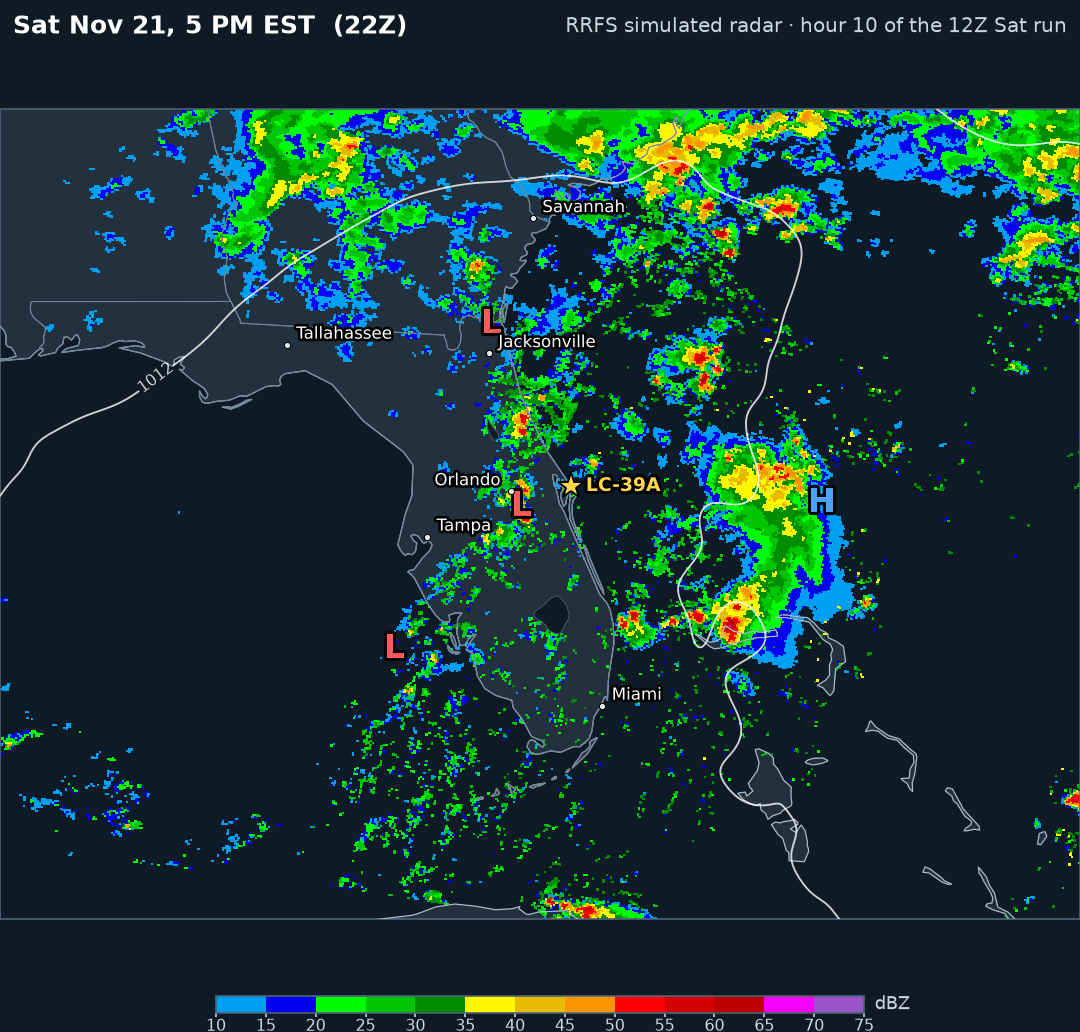 Sat Nov 21, 5 PM EST (22Z)
RRFS simulated radar · hour 10 of the 12Z Sat run
Savannah
L
Tallahassee
Jacksonville
1012
Orlando
LC-39A
L
H
Tampa
L
Miami
dBZ
10 15 20 25 30 35 40 45 50 55 60 65 70 75